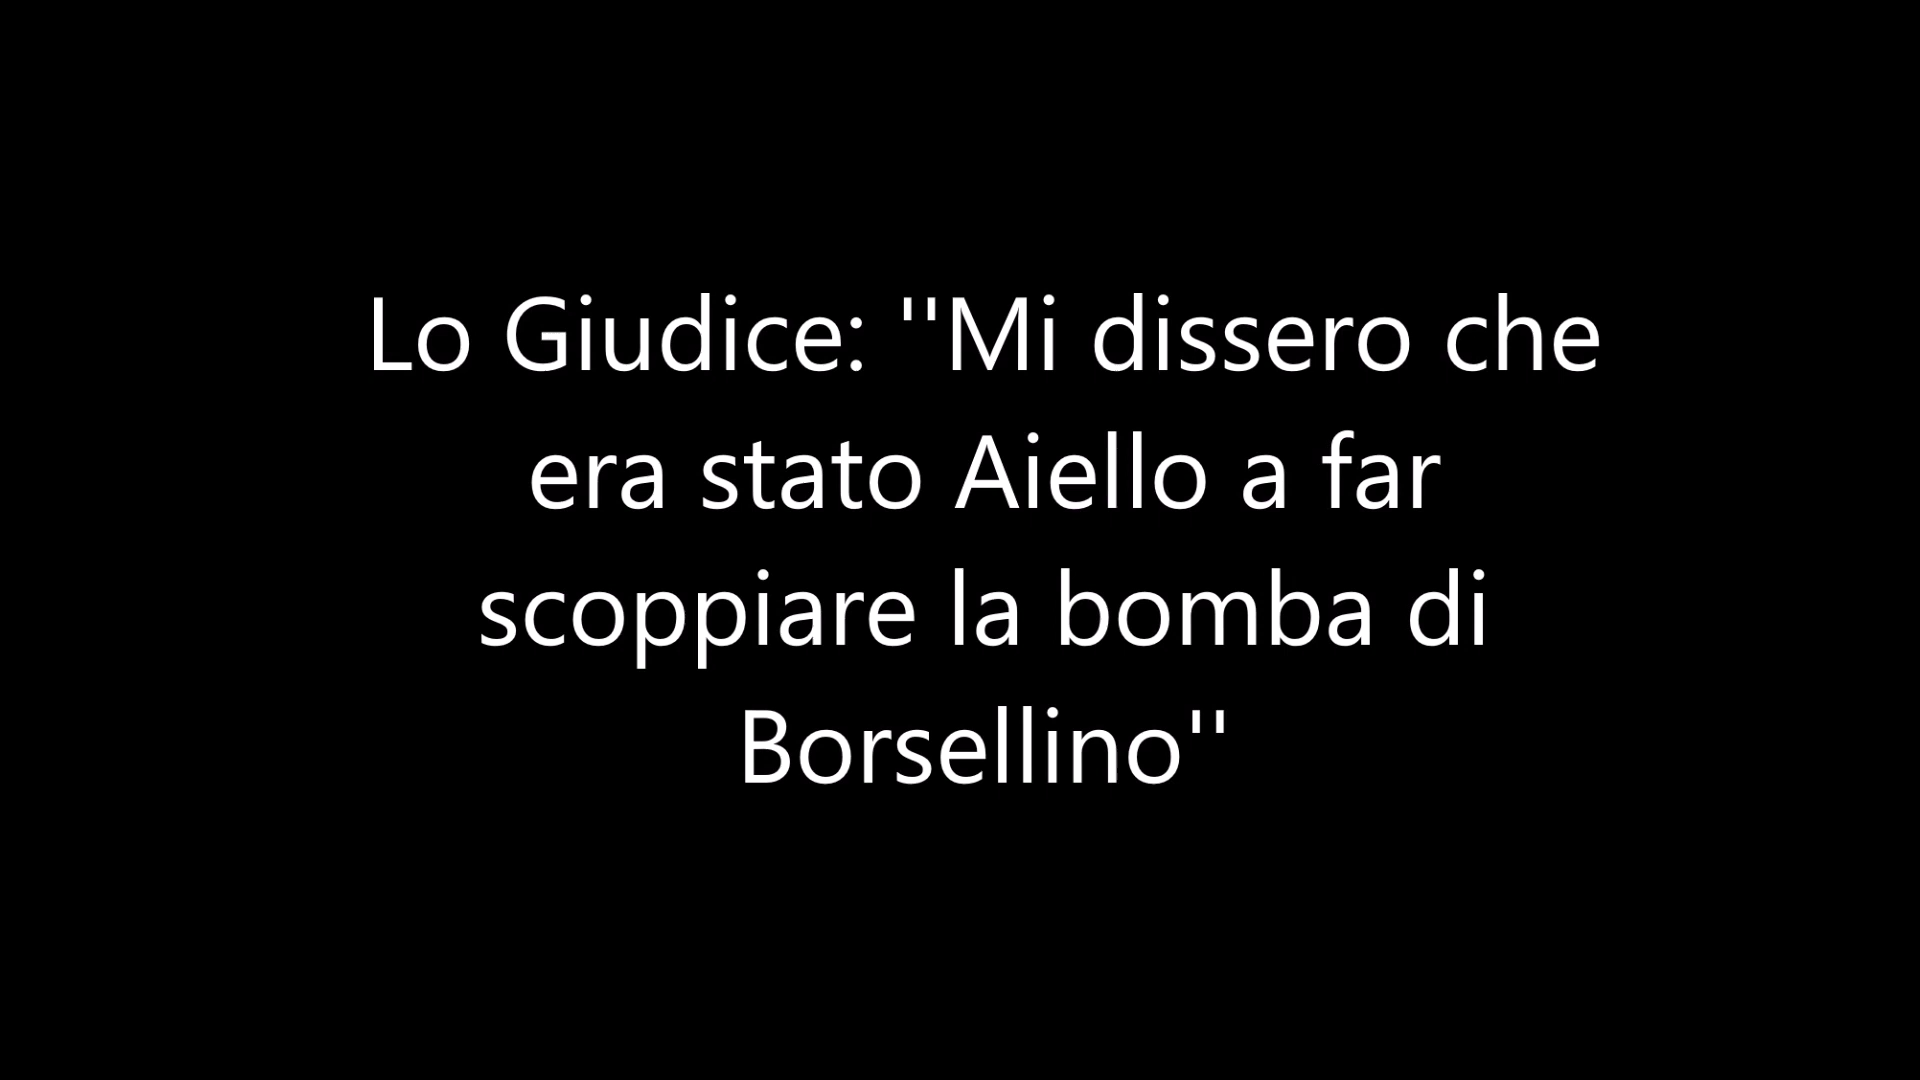 Lo Giudice: ''Mi dissero che
era stato Aiello a far
scoppiare la bomba di
Borsellino''